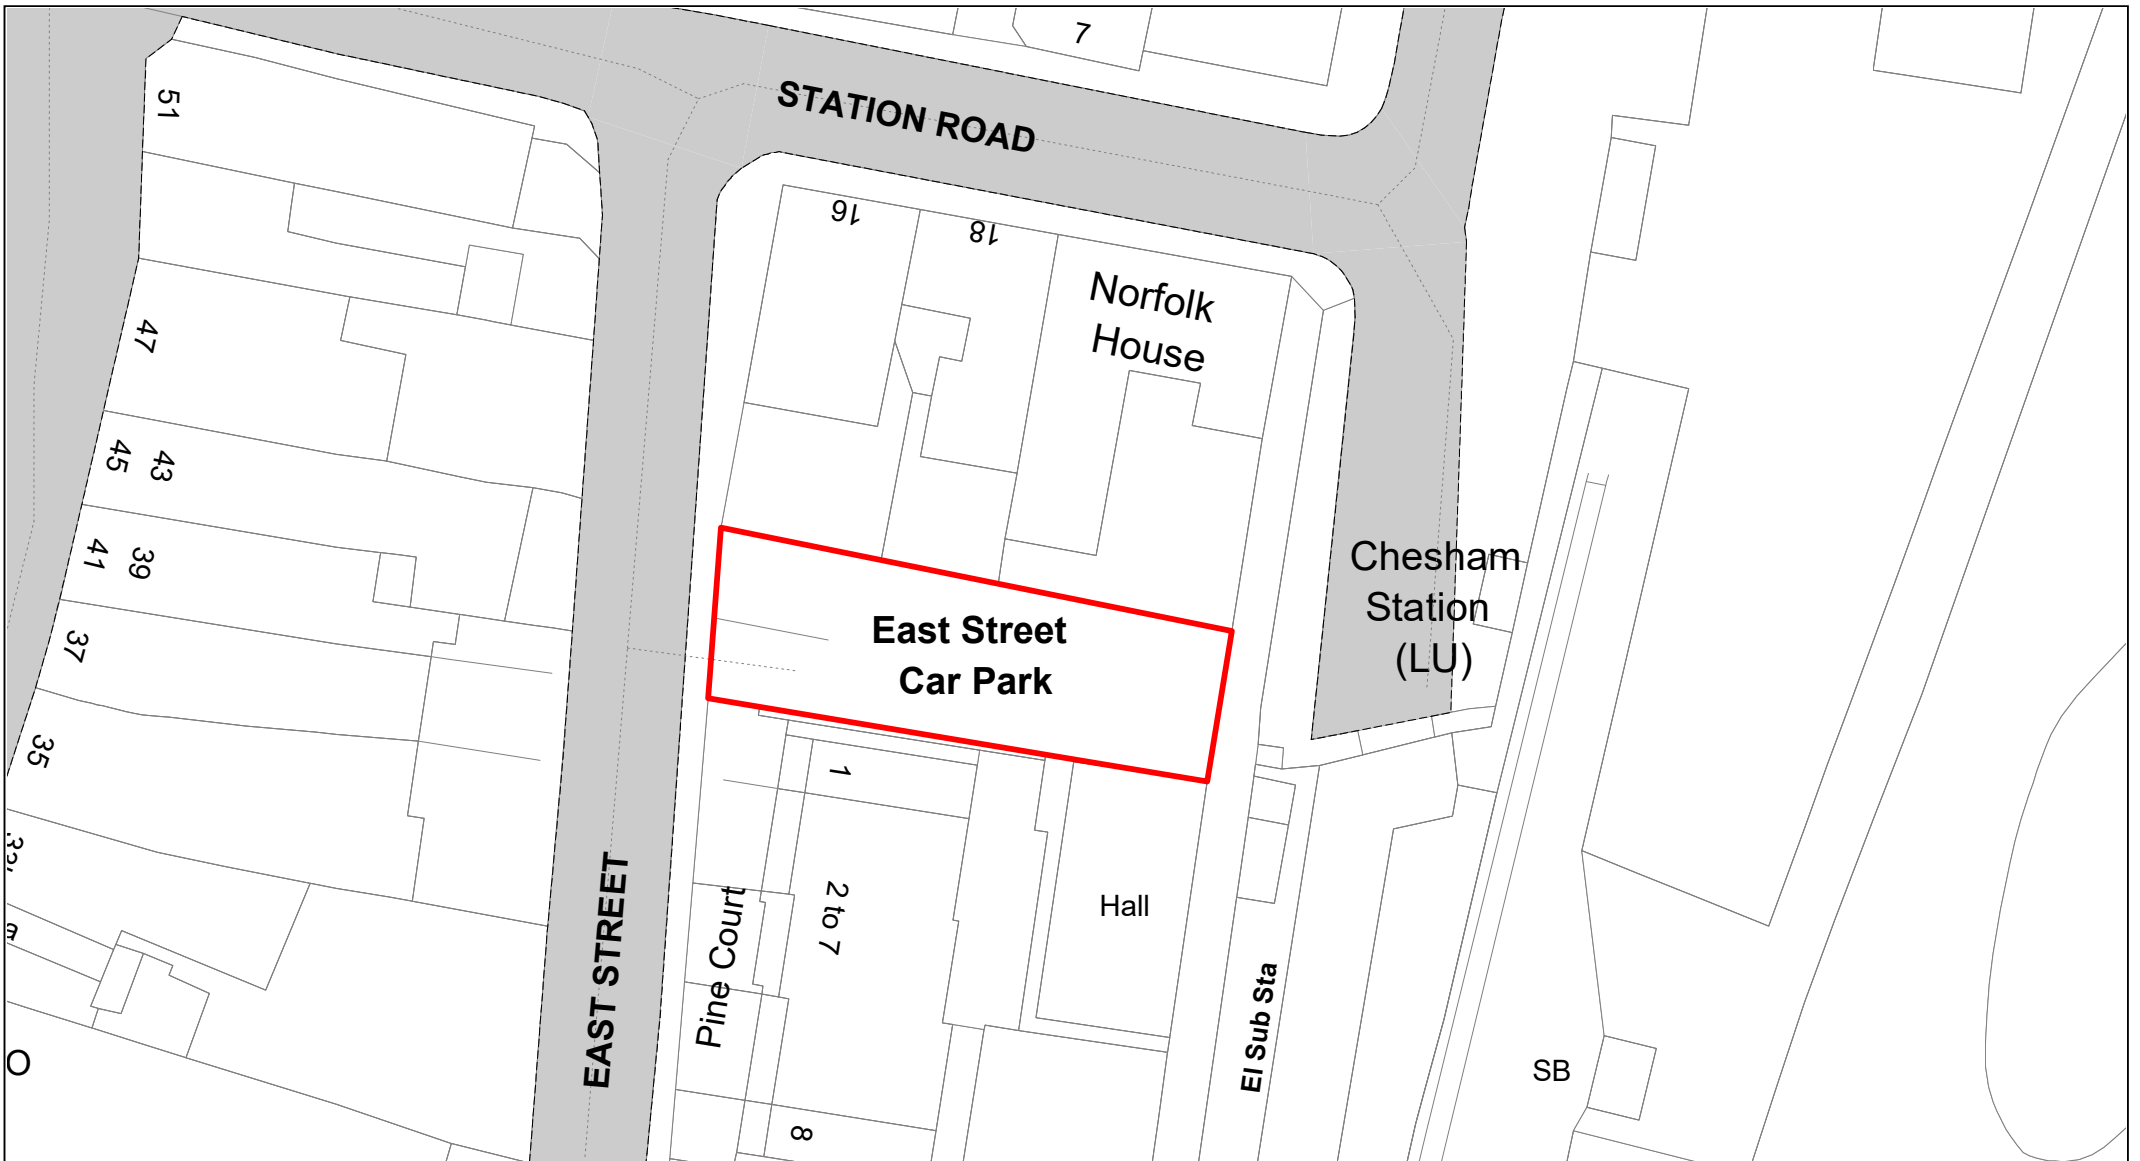 7
STATION ROAD
51
16
18
Norfolk
House
47
45
43
41
39
37
35
East Street
Car Park
Chesham
Station
(LU)
1
2 to 7
Pine Court
Hall
EAST STREET
El Sub Sta
SB
8
O